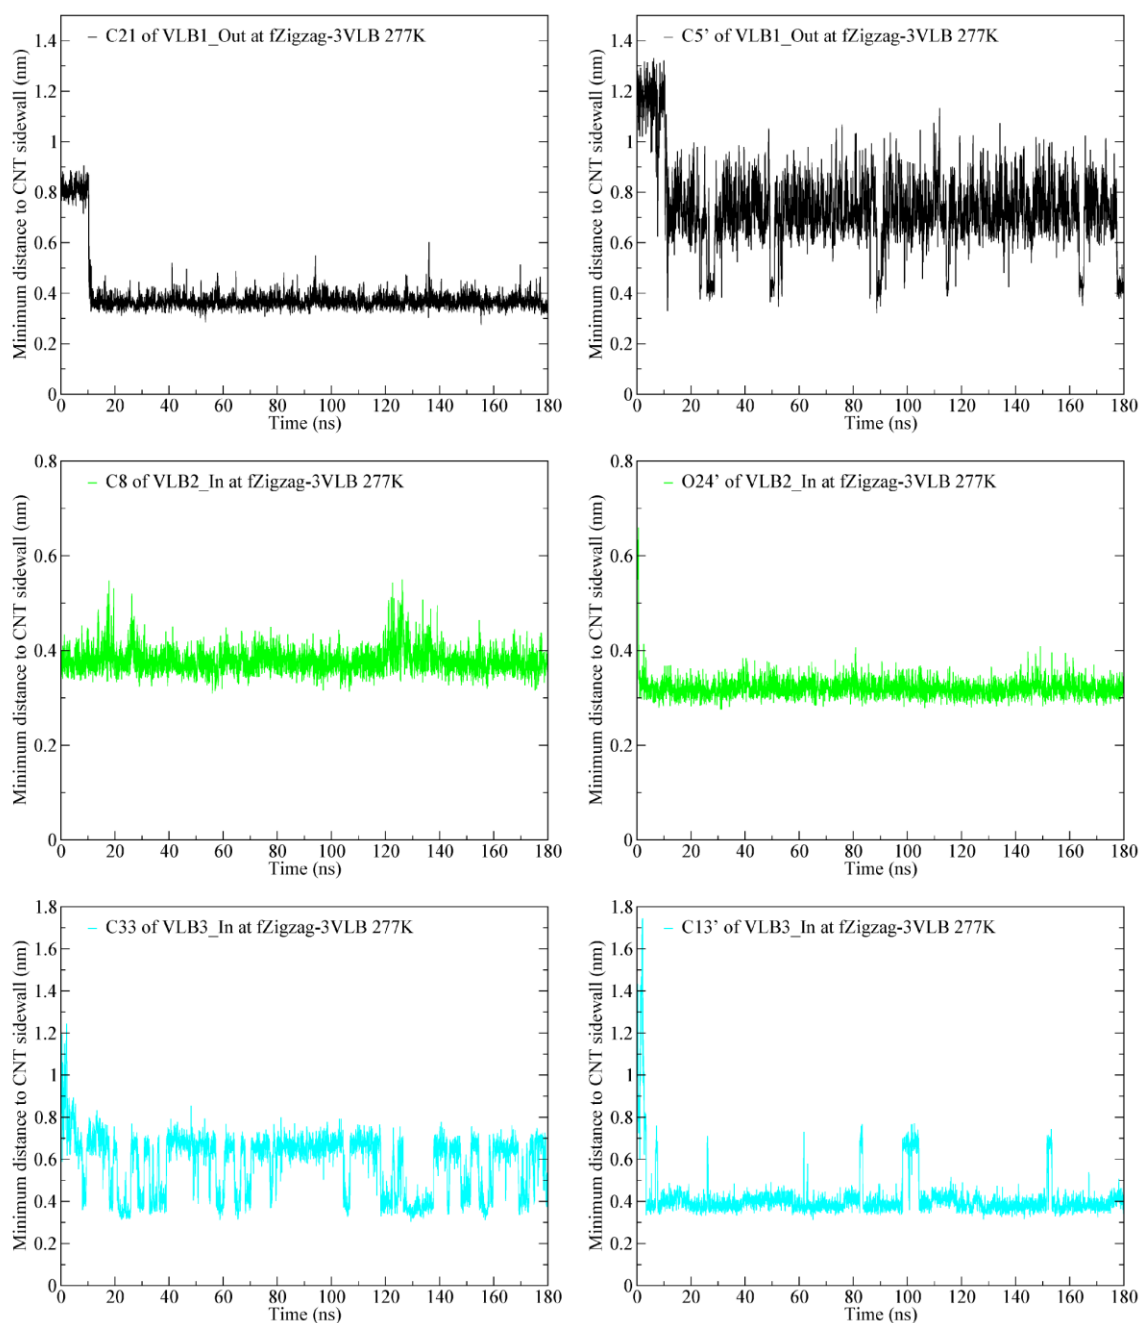 – C21 of VLB1_Out at fZigzag-3VLB 277K
Minimum distance to CNT sidewall (nm)
1.4
1.2
1
0.8
0.6
0.4
0.2
0
0 20 40 60 80 100 120 140 160 180
Time (ns)
– C5’ of VLB1_Out at fZigzag-3VLB 277K
Minimum distance to CNT sidewall (nm)
1.4
1.2
1
0.8
0.6
0.4
0.2
0
0 20 40 60 80 100 120 140 160 180
Time (ns)
– C8 of VLB2_In at fZigzag-3VLB 277K
Minimum distance to CNT sidewall (nm)
0.8
0.6
0.4
0.2
0
0 20 40 60 80 100 120 140 160 180
Time (ns)
– O24’ of VLB2_In at fZigzag-3VLB 277K
Minimum distance to CNT sidewall (nm)
0.8
0.6
0.4
0.2
0
0 20 40 60 80 100 120 140 160 180
Time (ns)
– C33 of VLB3_In at fZigzag-3VLB 277K
Minimum distance to CNT sidewall (nm)
1.8
1.6
1.4
1.2
1
0.8
0.6
0.4
0.2
0
0 20 40 60 80 100 120 140 160 180
Time (ns)
– C13’ of VLB3_In at fZigzag-3VLB 277K
Minimum distance to CNT sidewall (nm)
1.8
1.6
1.4
1.2
1
0.8
0.6
0.4
0.2
0
0 20 40 60 80 100 120 140 160 180
Time (ns)